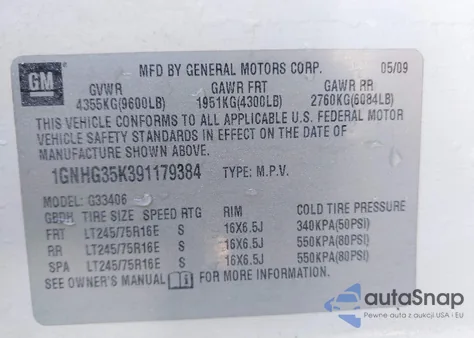 GM MFD BY GENERAL MOTORS CORP. 05/09
GVWR GAWR FRT GAWR RR
4355KG(9600LB) 1951KG(4300LB) 2760KG(6084LB)
THIS VEHICLE CONFORMS TO ALL APPLICABLE U.S. FEDERAL MOTOR
VEHICLE SAFETY STANDARDS IN EFFECT ON THE DATE OF
MANUFACTURE SHOWN ABOVE.
1GNHG35K391179384 TYPE: M.P.V.
MODEL: G33406
TIRE SIZE SPEED RTG RIM COLD TIRE PRESSURE
FRT LT245/75R16E S 16X6.5J 340KPA(50PSI)
RR LT245/75R16E S 16X6.5J 550KPA(80PSI)
SPA LT245/75R16E S 16X6.5J 550KPA(80PSI)
SEE OWNER'S MANUAL FOR MORE INFORMATION.
autaSnap
Pewne auta z aukcji USA i EU